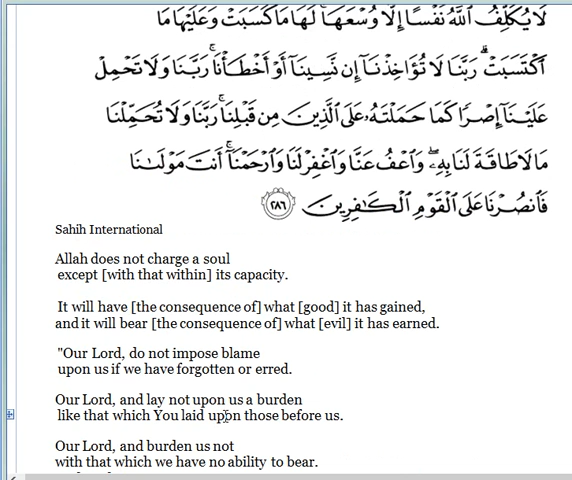 لَا يُكَلِّفُ اللَّهُ نَفْسًا إِلَّا وُسْعَهَا ۚ لَهَا مَا كَسَبَتْ وَعَلَيْهَا مَا
ٱكْتَسَبَتْ ۗ رَبَّنَا لَا تُؤَاخِذْنَآ إِن نَّسِينَآ أَوْ أَخْطَأْنَا ۚ رَبَّنَا وَلَا تَحْمِلْ
عَلَيْنَآ إِصْرًا كَمَا حَمَلْتَهُۥ عَلَى ٱلَّذِينَ مِن قَبْلِنَا ۚ رَبَّنَا وَلَا تُحَمِّلْنَا
مَا لَا طَاقَةَ لَنَا بِهِۦ ۖ وَٱعْفُ عَنَّا وَٱغْفِرْ لَنَا وَٱرْحَمْنَآ ۚ أَنتَ مَوْلَىٰنَا
فَٱنصُرْنَا عَلَى ٱلْقَوْمِ ٱلْكَٰفِرِينَ ٢٨٦
Sahih International
Allah does not charge a soul
except [with that within] its capacity.
It will have [the consequence of] what [good] it has gained,
and it will bear [the consequence of] what [evil] it has earned.
"Our Lord, do not impose blame
upon us if we have forgotten or erred.
Our Lord, and lay not upon us a burden
like that which You laid upon those before us.
Our Lord, and burden us not
with that which we have no ability to bear.